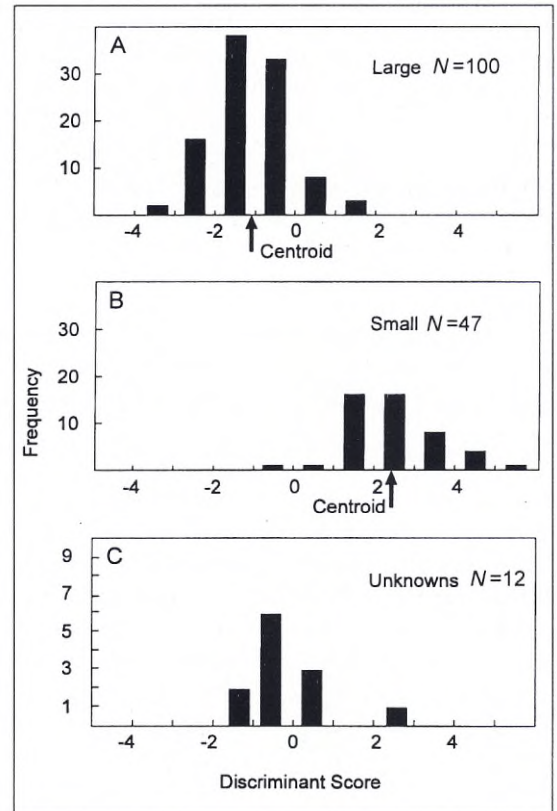 A
Large N=100
30
20
10
-4 -2 0 2 4
Centroid
B
Small N=47
30
20
10
-4 -2 0 2 4
Centroid
Frequency
C
Unknowns N=12
9
7
5
3
1
-4 -2 0 2 4
Discriminant Score